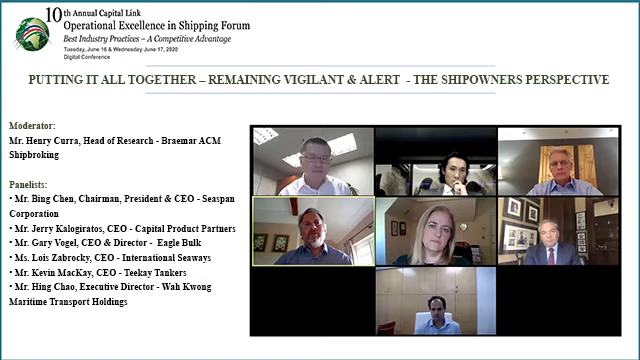 10th Annual Capital Link
Operational Excellence in Shipping Forum
Best Industry Practices – A Competitive Advantage
Tuesday, June 16 & Wednesday June 17, 2020
Digital Conference
PUTTING IT ALL TOGETHER – REMAINING VIGILANT & ALERT - THE SHIPOWNERS PERSPECTIVE
Moderator:
Mr. Henry Curra, Head of Research - Braemar ACM
Shipbroking
Panelists:
• Mr. Bing Chen, Chairman, President & CEO - Seaspan
Corporation
• Mr. Jerry Kalogiratos, CEO - Capital Product Partners
• Mr. Gary Vogel, CEO & Director - Eagle Bulk
• Ms. Lois Zabrocky, CEO - International Seaways
• Mr. Kevin MacKay, CEO - Teekay Tankers
• Mr. Hing Chao, Executive Director - Wah Kwong
Maritime Transport Holdings